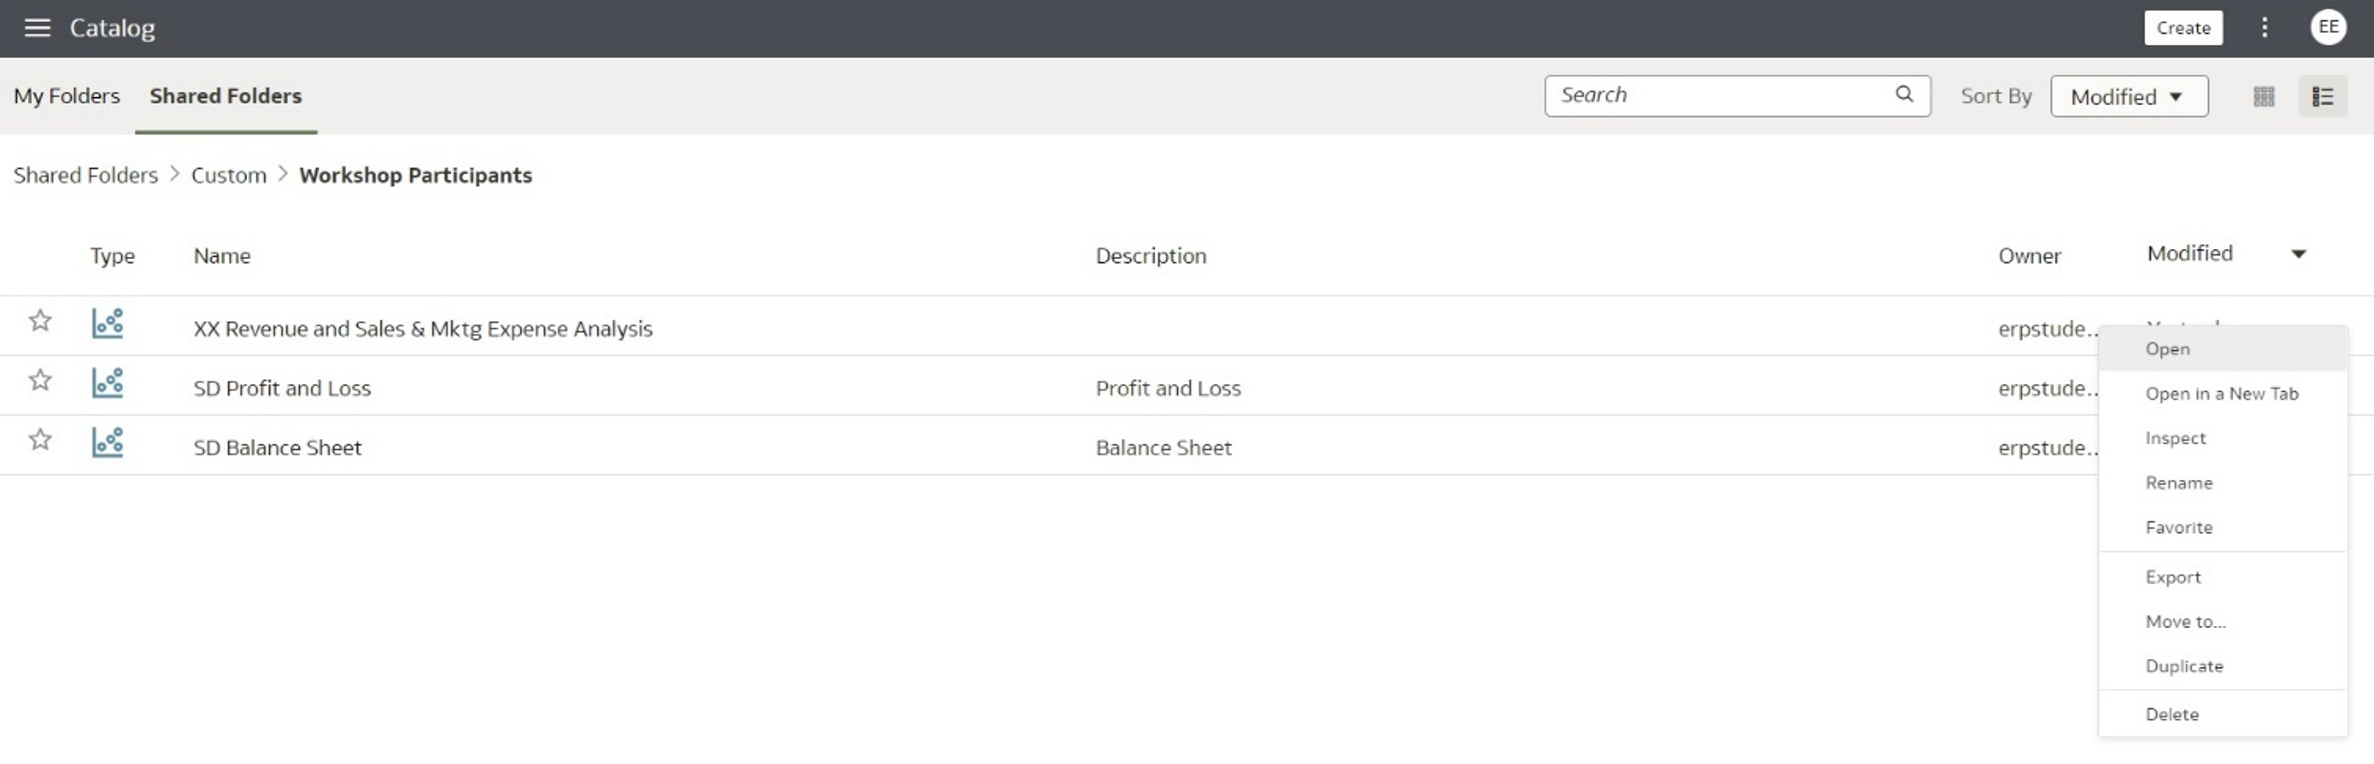 Catalog Create EE
My Folders Shared Folders Search Sort By Modified
Shared Folders > Custom > Workshop Participants
Type Name Description Owner Modified
XX Revenue and Sales & Mktg Expense Analysis erpstude..
SD Profit and Loss Profit and Loss erpstude..
SD Balance Sheet Balance Sheet erpstude..
Open
Open in a New Tab
Inspect
Rename
Favorite
Export
Move to...
Duplicate
Delete